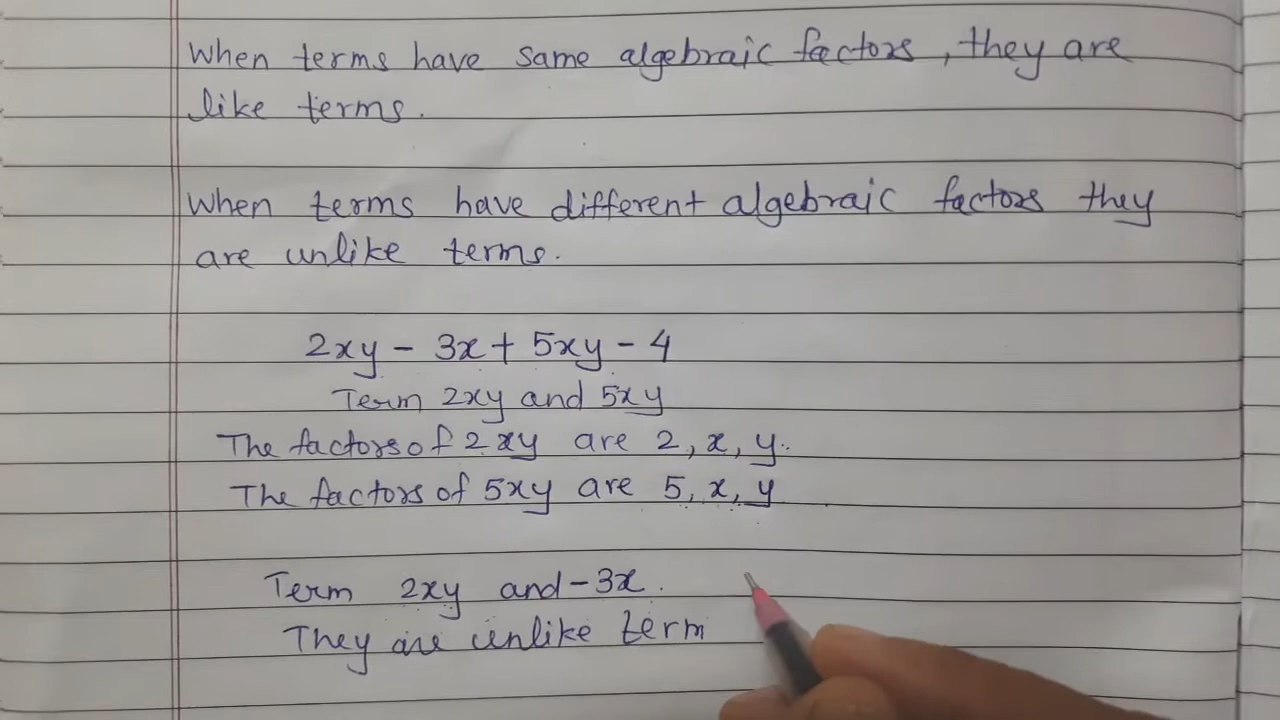 When terms have same algebraic factors, they are
like terms.
When terms have different algebraic factors they
are unlike terms.
2xy - 3x + 5xy - 4
Term 2xy and 5xy
The factors of 2xy are 2, x, y.
The factors of 5xy are 5, x, y
Term 2xy and -3x.
They are unlike term